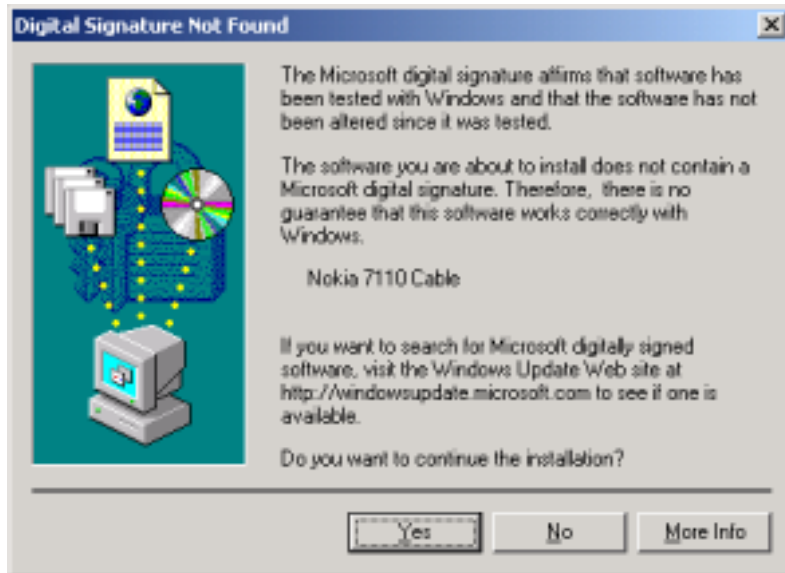 Digital Signature Not Found
The Microsoft digital signature affirms that software has
been tested with Windows and that the software has not
been altered since it was tested.
The software you are about to install does not contain a
Microsoft digital signature. Therefore, there is no
guarantee that this software works correctly with
Windows.
Nokia 7110 Cable
If you want to search for Microsoft digitally signed
software, visit the Windows Update Web site at
http://windowsupdate.microsoft.com to see if one is
available.
Do you want to continue the installation?
Yes No More Info